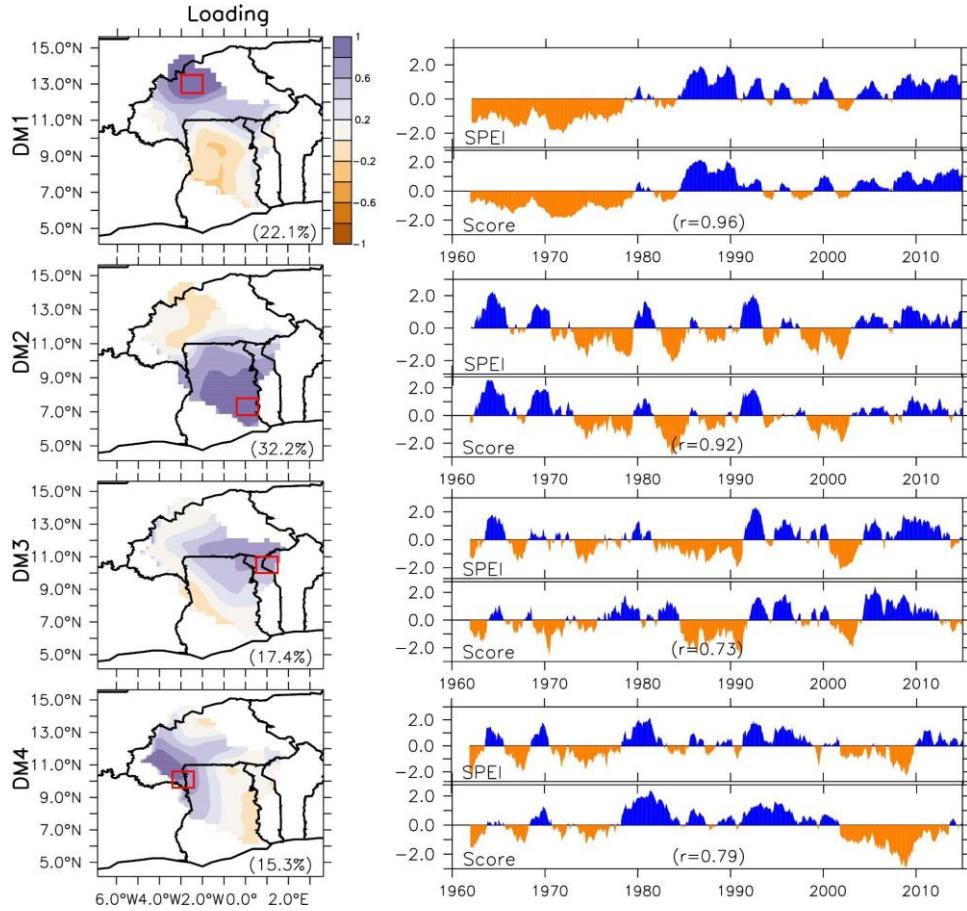 Loading
DM1
15.0°N
13.0°N
11.0°N
9.0°N
7.0°N
5.0°N
(22.1%)
1
0.6
0.2
-0.2
-0.6
-1
2.0
0.0
-2.0
SPEI
2.0
0.0
-2.0
Score
(r=0.96)
1960 1970 1980 1990 2000 2010
DM2
15.0°N
13.0°N
11.0°N
9.0°N
7.0°N
5.0°N
(32.2%)
2.0
0.0
-2.0
SPEI
2.0
0.0
-2.0
Score
(r=0.92)
1960 1970 1980 1990 2000 2010
DM3
15.0°N
13.0°N
11.0°N
9.0°N
7.0°N
5.0°N
(17.4%)
2.0
0.0
-2.0
SPEI
2.0
0.0
-2.0
Score
(r=0.73)
1960 1970 1980 1990 2000 2010
DM4
15.0°N
13.0°N
11.0°N
9.0°N
7.0°N
5.0°N
(15.3%)
6.0°W4.0°W2.0°W0.0° 2.0°E
2.0
0.0
-2.0
SPEI
2.0
0.0
-2.0
Score
(r=0.79)
1960 1970 1980 1990 2000 2010